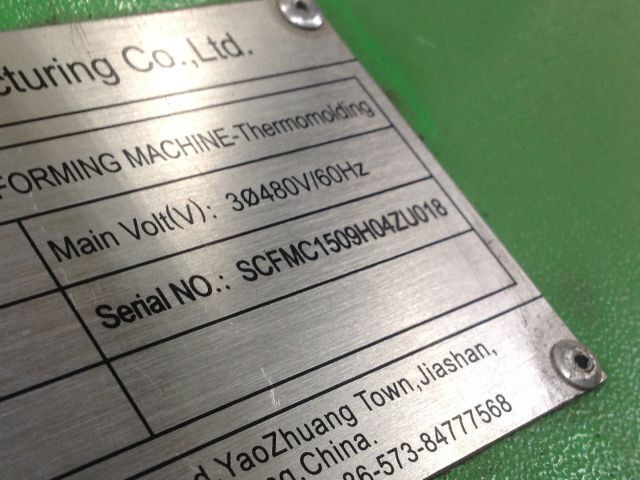 cturing Co.,Ltd.
FORMING MACHINE-Thermomolding
Main Volt(V): 3Ø480V/60Hz
Serial NO.: SCFMC1509H04ZU018
d,YaoZhuang Town,Jiashan,
ng,China.
86-573-84777568